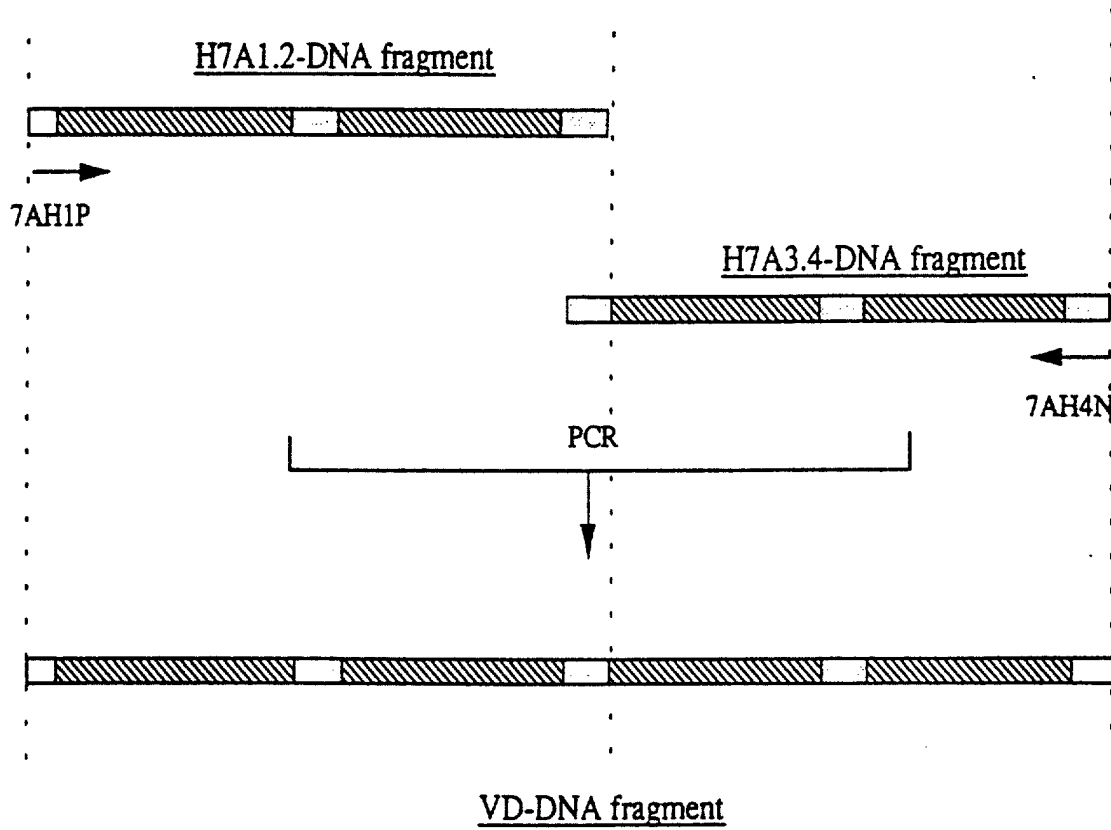 H7A1.2-DNA fragment
7AH1P
H7A3.4-DNA fragment
7AH4N
PCR
VD-DNA fragment